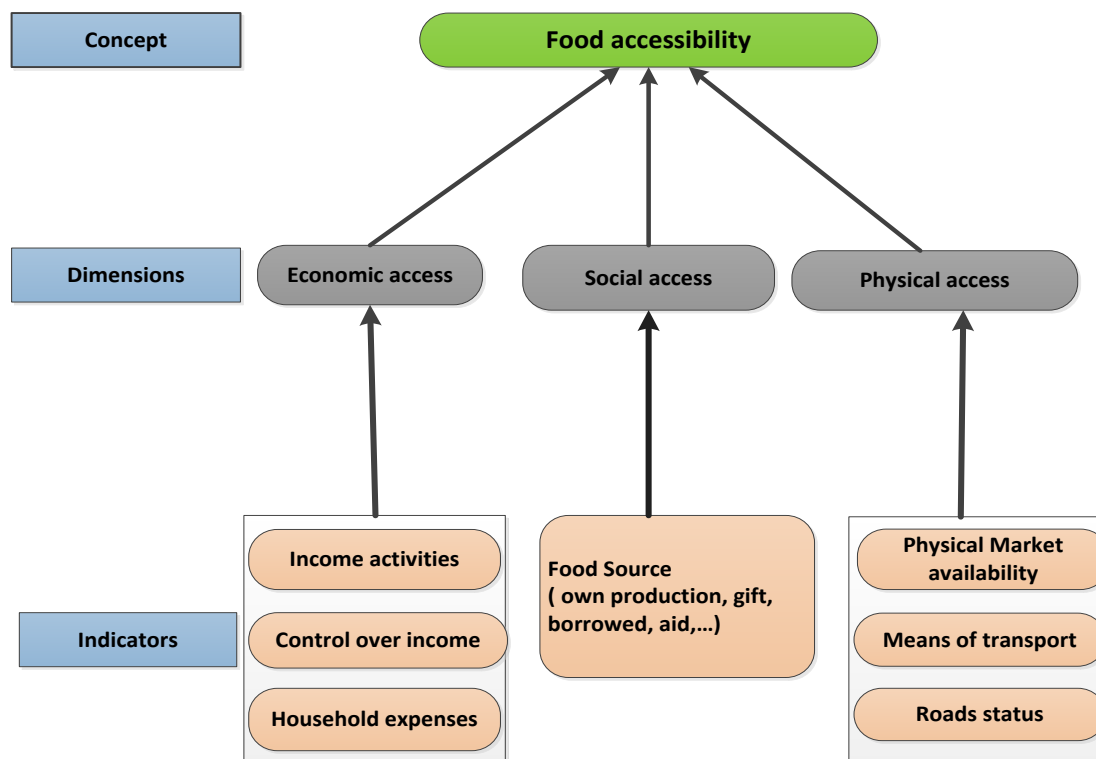 Concept
Food accessibility
Dimensions
Economic access
Social access
Physical access
Indicators
Income activities
Control over income
Household expenses
Food Source
( own production, gift,
borrowed, aid,...)
Physical Market
availability
Means of transport
Roads status